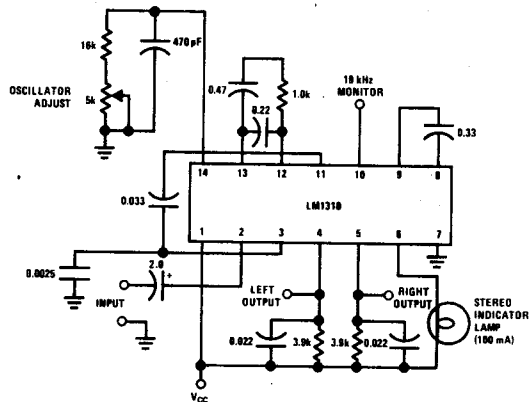 16k
470 pF
OSCILLATOR
ADJUST
5k
0.47
1.0k
0.22
19 kHz
MONITOR
0.33
14
13
12
11
10
9
8
LM1310
0.033
1
2
3
4
5
6
7
0.0025
2.0
+
INPUT
LEFT
OUTPUT
RIGHT
OUTPUT
STEREO
INDICATOR
LAMP
(100 mA)
0.022
3.9k
3.9k
0.022
VCC